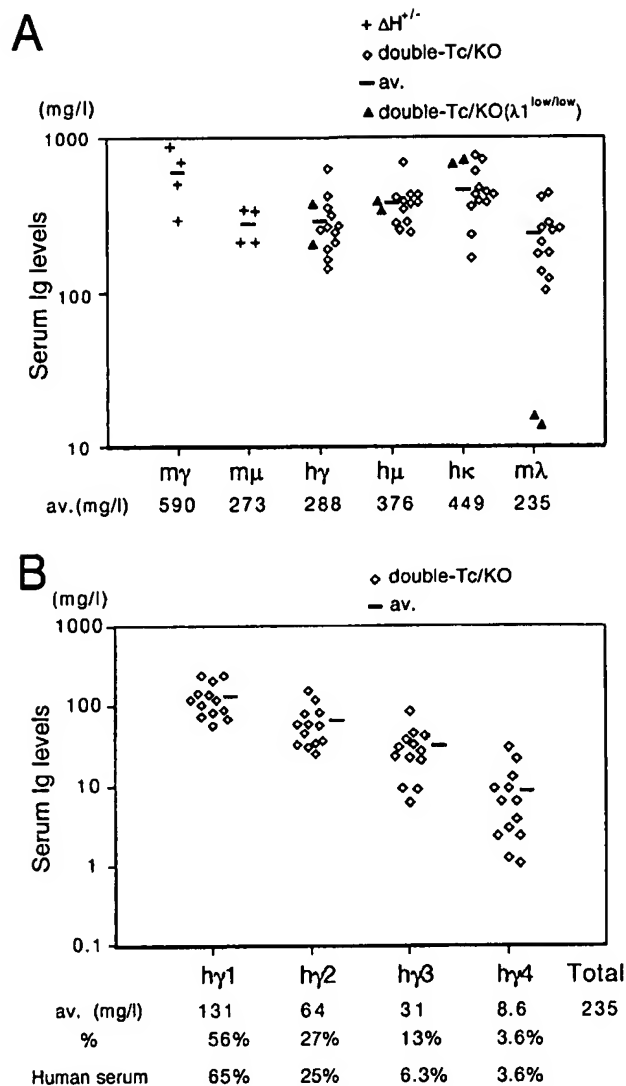 A
+ ΔH+/-
◇ double-Tc/KO
− av.
▲ double-Tc/KO(λ1low/low)
(mg/l)
1000
100
10
Serum Ig levels
mγ mμ hγ hμ hκ mλ
av.(mg/l) 590 273 288 376 449 235
B
◇ double-Tc/KO
− av.
(mg/l)
1000
100
10
1
0.1
Serum Ig levels
hγ1 hγ2 hγ3 hγ4 Total
av. (mg/l) 131 64 31 8.6 235
% 56% 27% 13% 3.6%
Human serum 65% 25% 6.3% 3.6%